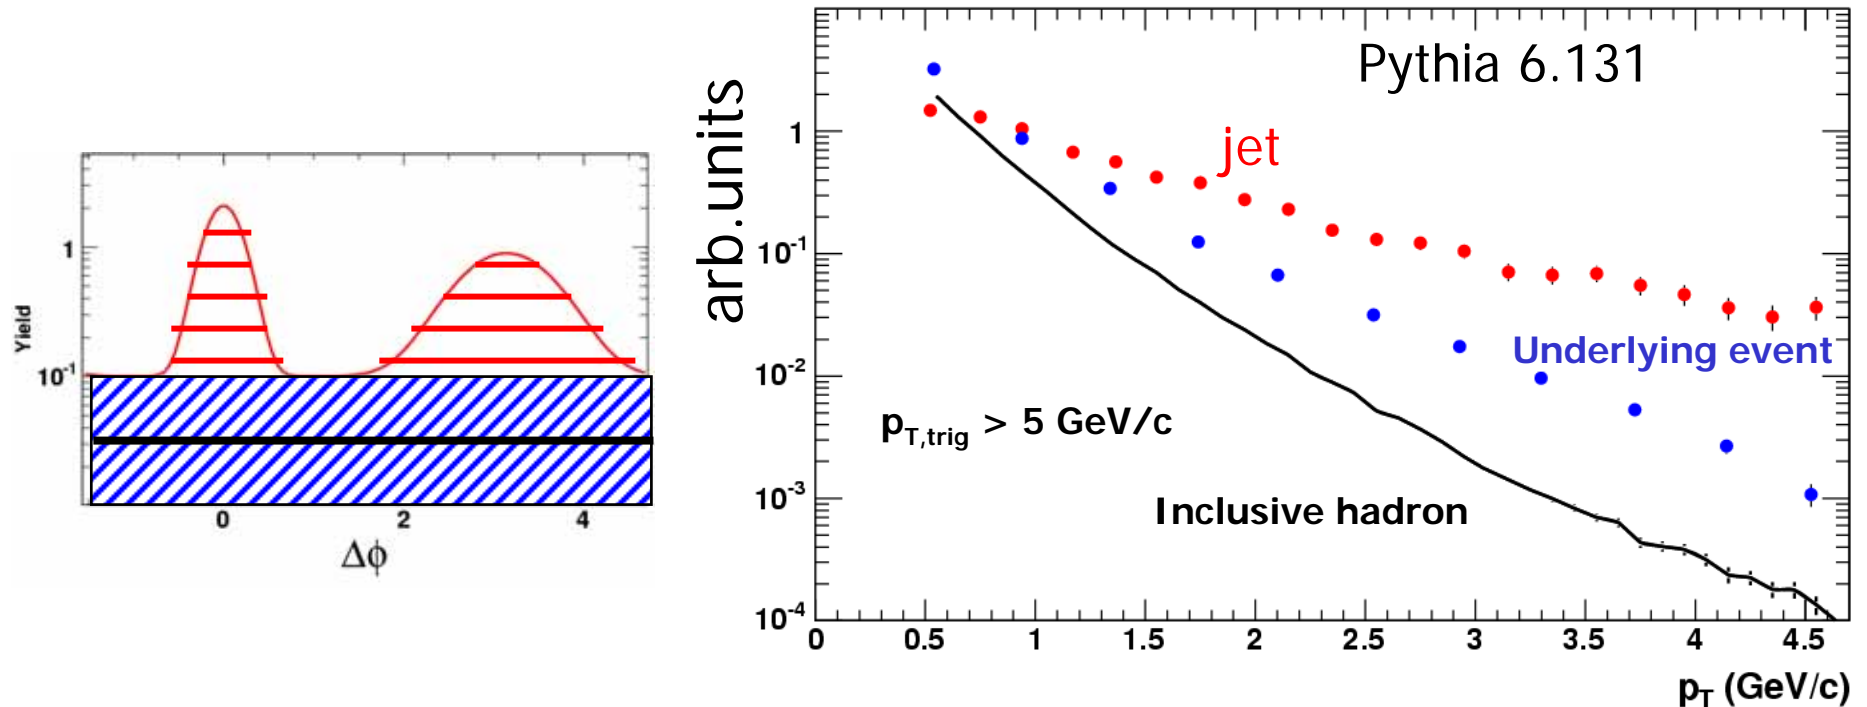 Yield
1
10⁻¹
0 2 4
Δϕ
arb.units
1
10⁻¹
10⁻²
10⁻³
10⁻⁴
Pythia 6.131
jet
Underlying event
p_T,trig > 5 GeV/c
Inclusive hadron
0 0.5 1 1.5 2 2.5 3 3.5 4 4.5
p_T (GeV/c)